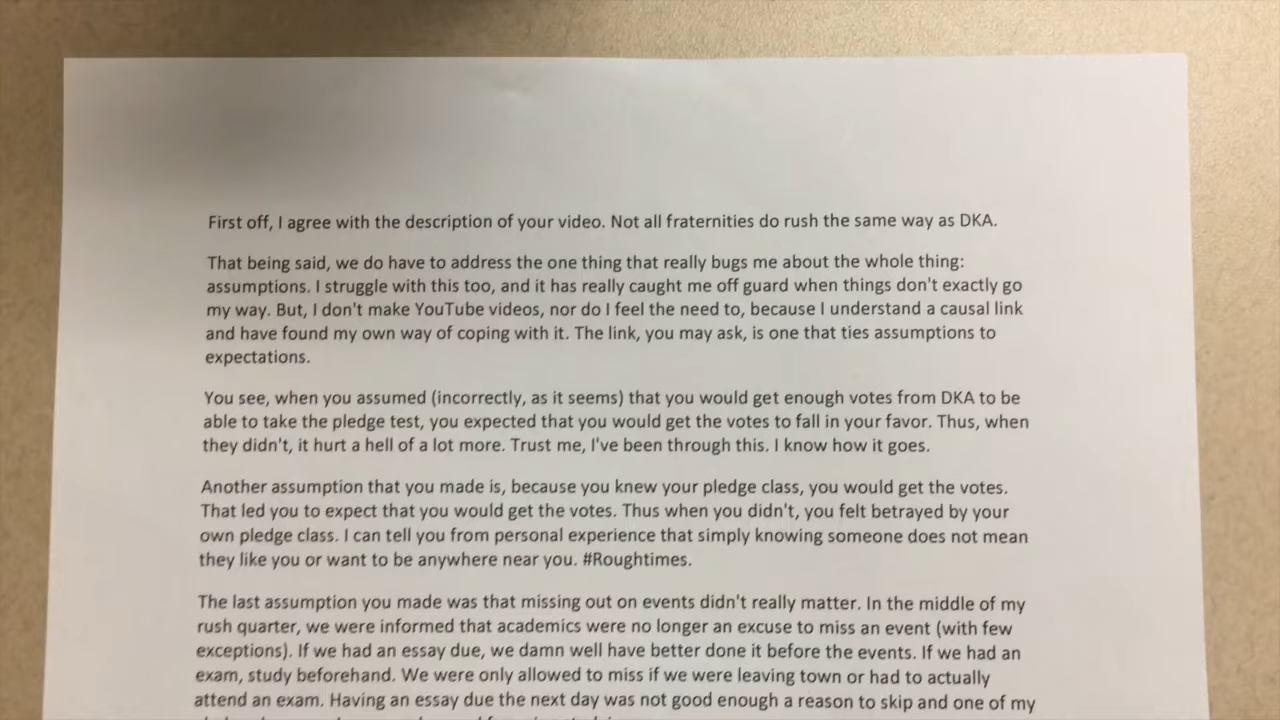 First off, I agree with the description of your video. Not all fraternities do rush the same way as DKA.
That being said, we do have to address the one thing that really bugs me about the whole thing:
assumptions. I struggle with this too, and it has really caught me off guard when things don't exactly go
my way. But, I don't make YouTube videos, nor do I feel the need to, because I understand a causal link
and have found my own way of coping with it. The link, you may ask, is one that ties assumptions to
expectations.
You see, when you assumed (incorrectly, as it seems) that you would get enough votes from DKA to be
able to take the pledge test, you expected that you would get the votes to fall in your favor. Thus, when
they didn't, it hurt a hell of a lot more. Trust me, I've been through this. I know how it goes.
Another assumption that you made is, because you knew your pledge class, you would get the votes.
That led you to expect that you would get the votes. Thus when you didn't, you felt betrayed by your
own pledge class. I can tell you from personal experience that simply knowing someone does not mean
they like you or want to be anywhere near you. #Roughtimes.
The last assumption you made was that missing out on events didn't really matter. In the middle of my
rush quarter, we were informed that academics were no longer an excuse to miss an event (with few
exceptions). If we had an essay due, we damn well have better done it before the events. If we had an
exam, study beforehand. We were only allowed to miss if we were leaving town or had to actually
attend an exam. Having an essay due the next day was not good enough a reason to skip and one of my